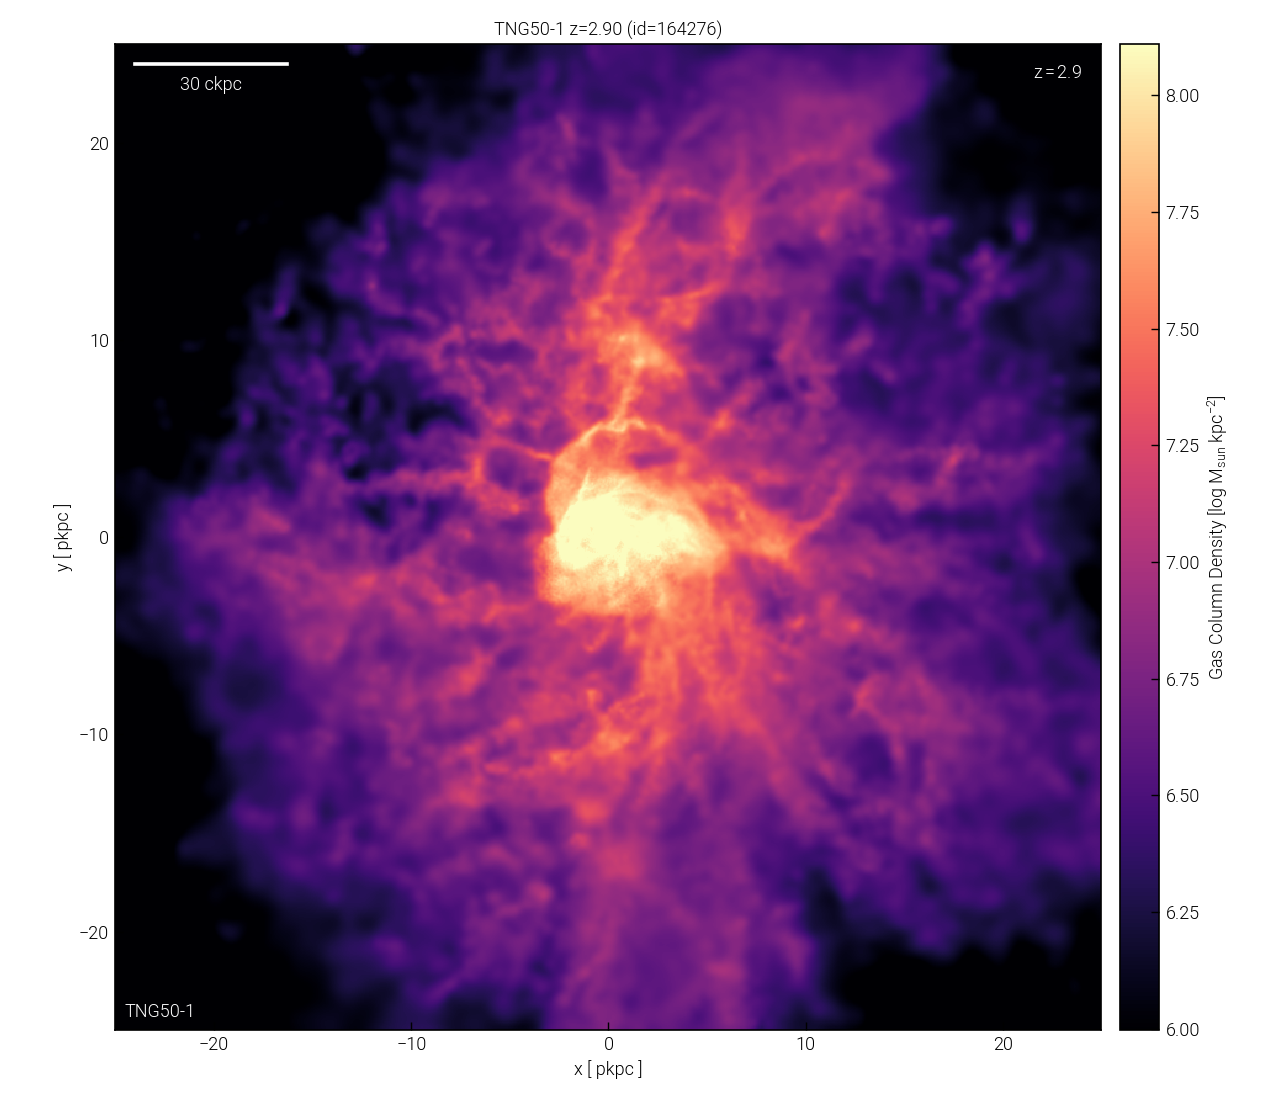 TNG50-1 z=2.90 (id=164276)
30 ckpc
z=2.9
20
10
0
−10
−20
y [ pkpc ]
TNG50-1
−20
−10
0
10
20
x [ pkpc ]
8.00
7.75
7.50
7.25
7.00
6.75
6.50
6.25
6.00
Gas Column Density [log M_sun kpc⁻²]